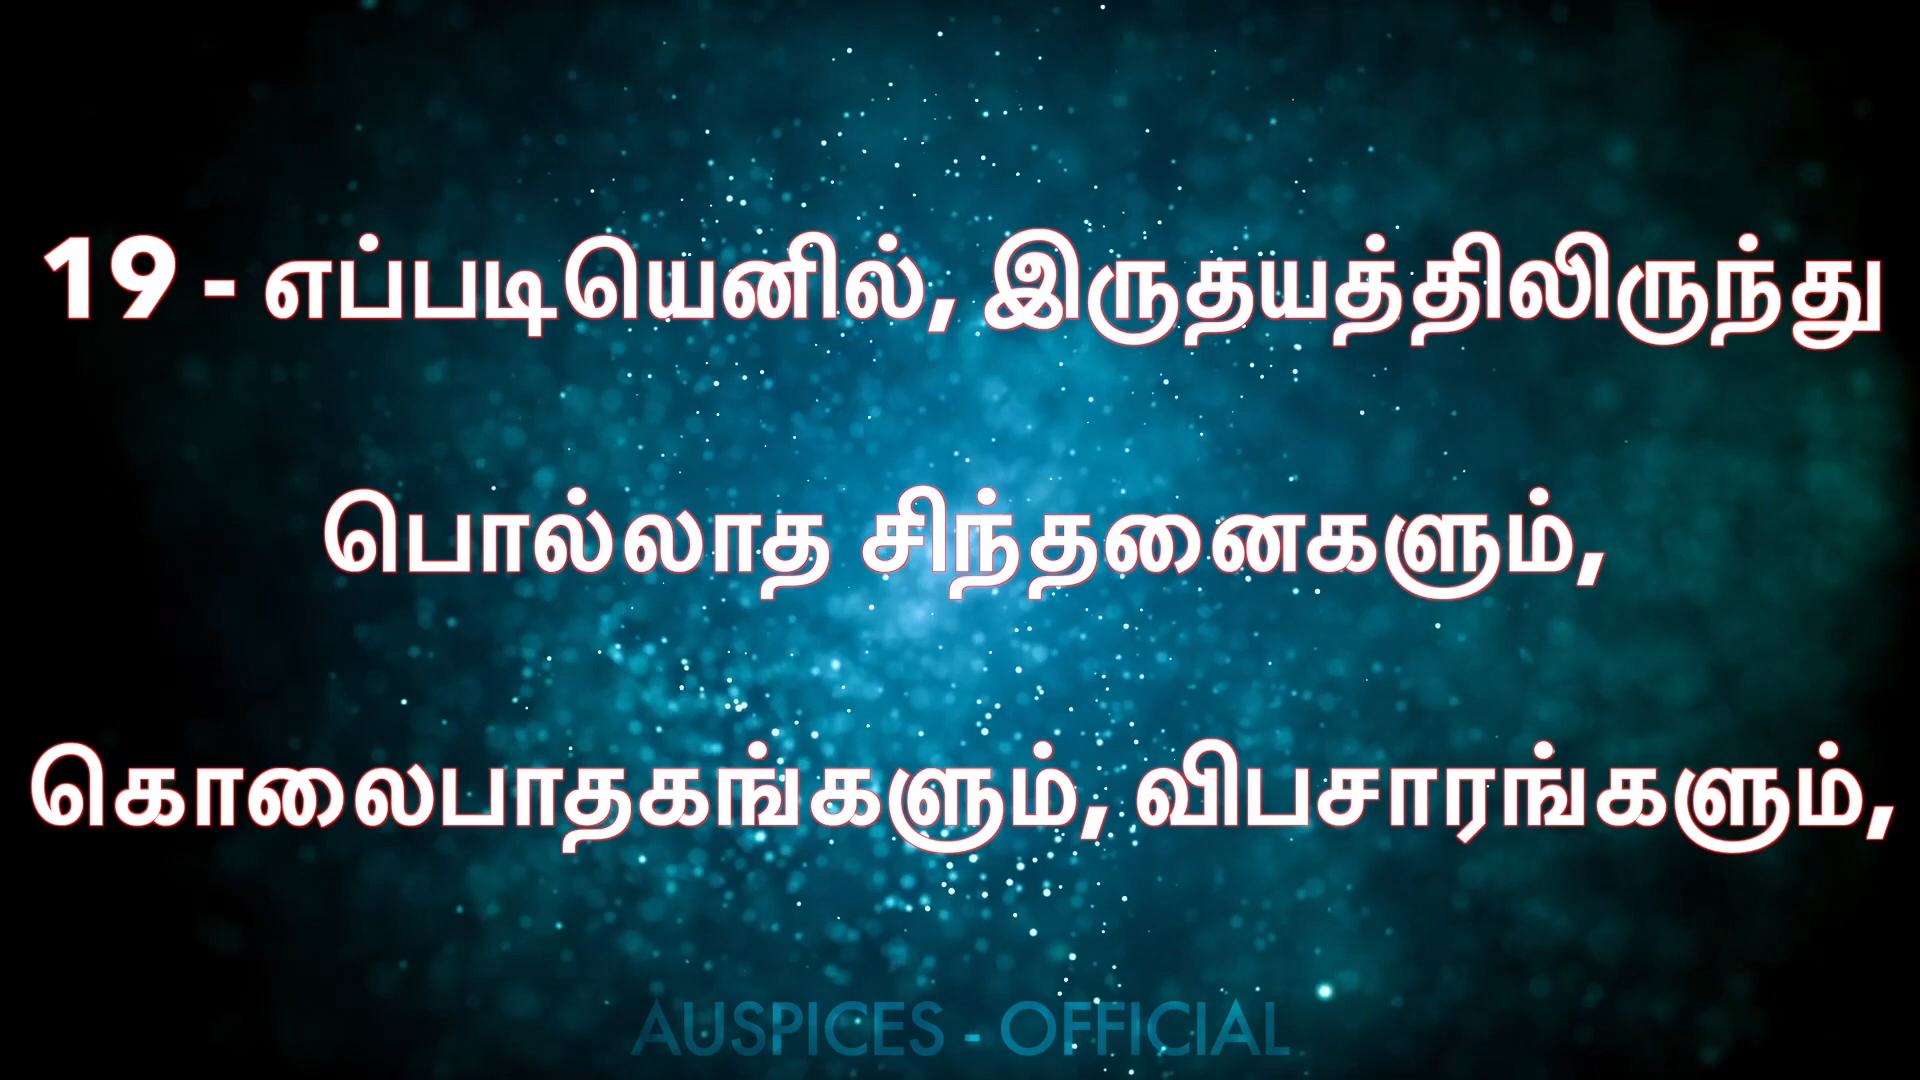 19 - எப்படியெனில், இருதயத்திலிருந்து
பொல்லாத சிந்தனைகளும்,
கொலைபாதகங்களும், விபசாரங்களும்,
AUSPICES - OFFICIAL